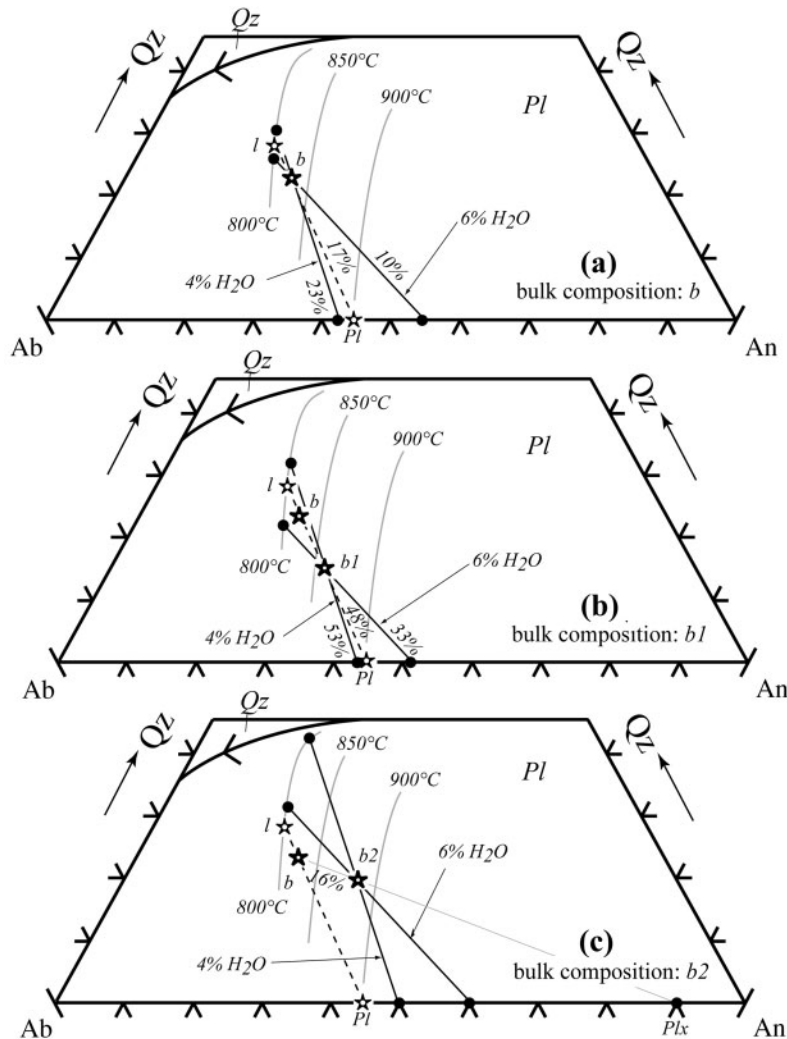 Qz
Qz
Qz
850°C
900°C
Pl
l
b
800°C
6% H2O
4% H2O
17%
10%
23%
(a)
bulk composition: b
Ab
Pl
An
Qz
Qz
Qz
850°C
900°C
Pl
l
b
800°C
b1
6% H2O
4% H2O
53%
48%
33%
(b)
bulk composition: b1
Ab
Pl
An
Qz
Qz
Qz
850°C
900°C
Pl
l
b
b2
16%
6% H2O
800°C
4% H2O
(c)
bulk composition: b2
Ab
Pl
Plx
An